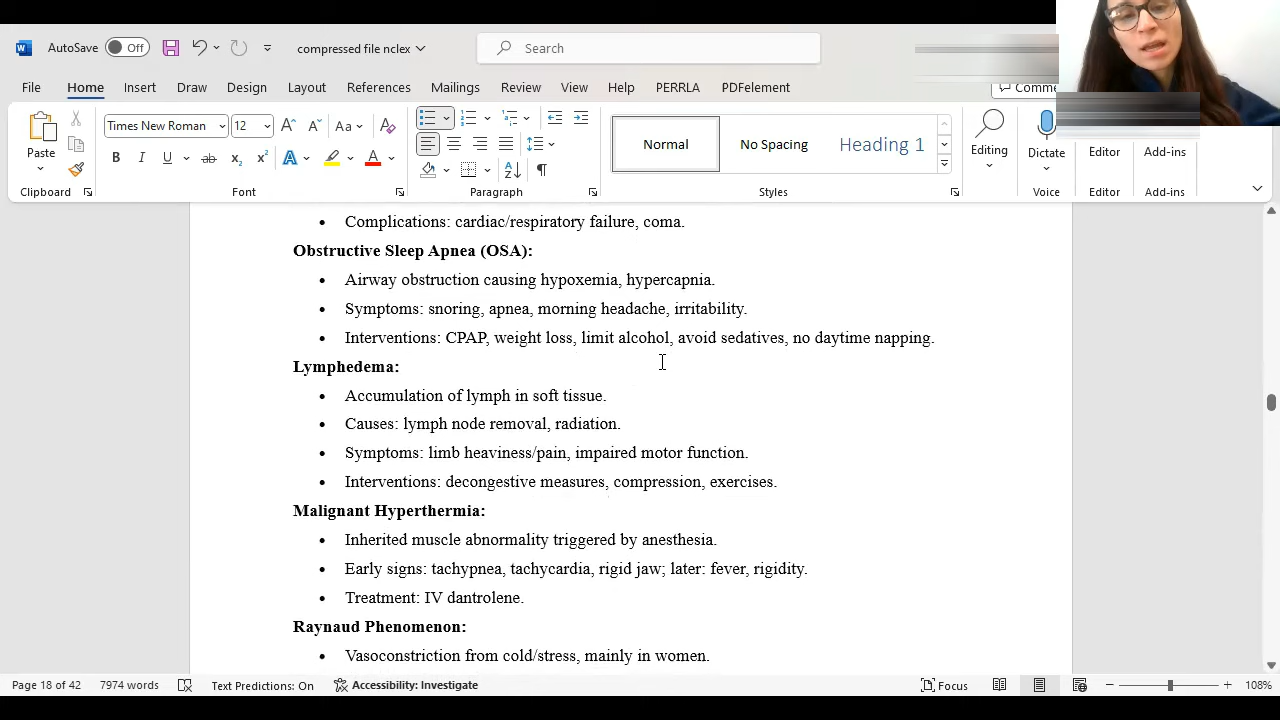 AutoSave Off compressed file nclex Search
File Home Insert Draw Design Layout References Mailings Review View Help PERRLA PDFelement Comme
Times New Roman 12 Aa
Paste Normal No Spacing Heading 1 Editing Dictate Editor Add-ins
Clipboard Font Paragraph Styles Voice Editor Add-ins
• Complications: cardiac/respiratory failure, coma.
Obstructive Sleep Apnea (OSA):
• Airway obstruction causing hypoxemia, hypercapnia.
• Symptoms: snoring, apnea, morning headache, irritability.
• Interventions: CPAP, weight loss, limit alcohol, avoid sedatives, no daytime napping.
Lymphedema:
• Accumulation of lymph in soft tissue.
• Causes: lymph node removal, radiation.
• Symptoms: limb heaviness/pain, impaired motor function.
• Interventions: decongestive measures, compression, exercises.
Malignant Hyperthermia:
• Inherited muscle abnormality triggered by anesthesia.
• Early signs: tachypnea, tachycardia, rigid jaw; later: fever, rigidity.
• Treatment: IV dantrolene.
Raynaud Phenomenon:
• Vasoconstriction from cold/stress, mainly in women.
Page 18 of 42 7974 words Text Predictions: On Accessibility: Investigate Focus 108%